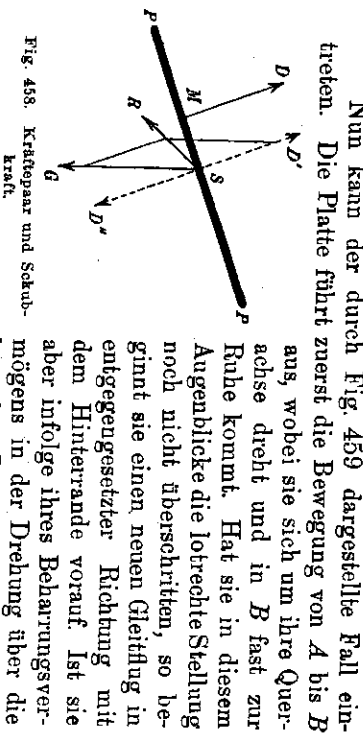 Nun kann der durch Fig. 459 dargestellte Fall ein-
treten. Die Platte führt zuerst die Bewegung von A bis B
aus, wobei sie sich um ihre Quer-
achse dreht und in B fast zur
Ruhe kommt. Hat sie in diesem
Augenblicke die lotrechte Stellung
noch nicht überschritten, so be-
ginnt sie einen neuen Gleitflug in
entgegengesetzter Richtung mit
dem Hinterrande vorauf. Ist sie
aber infolge ihres Beharrungsver-
mögens in der Drehung über die
P
D
D'
M
S
R
P
G
D"
Fig. 458. Kräftepaar und Schub-
kraft.